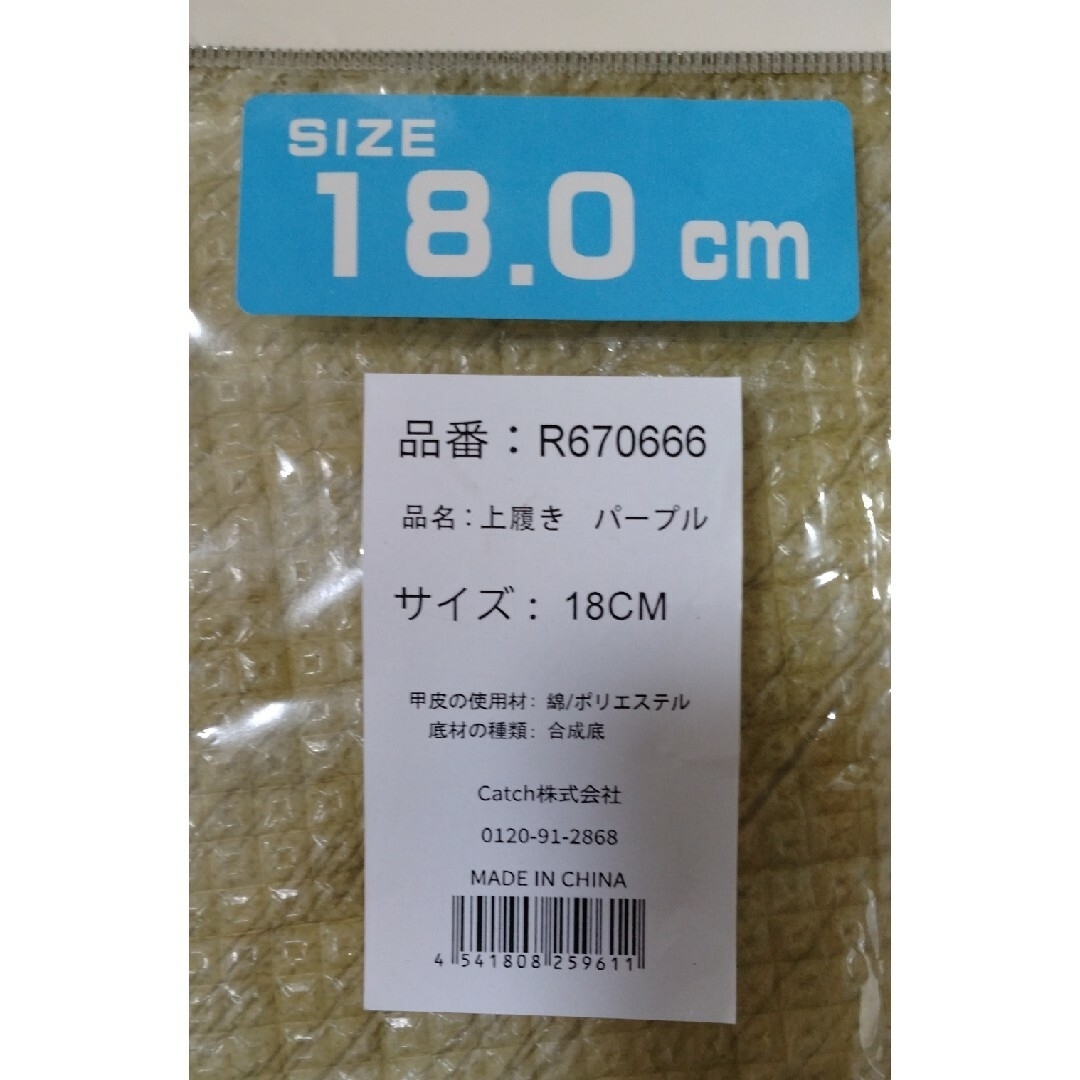 SIZE
18.0 cm
品番：R670666
品名：上履き　パープル
サイズ： 18CM
甲皮の使用材：綿/ポリエステル
底材の種類：合成底
Catch株式会社
0120-91-2868
MADE IN CHINA
4 541808 259611